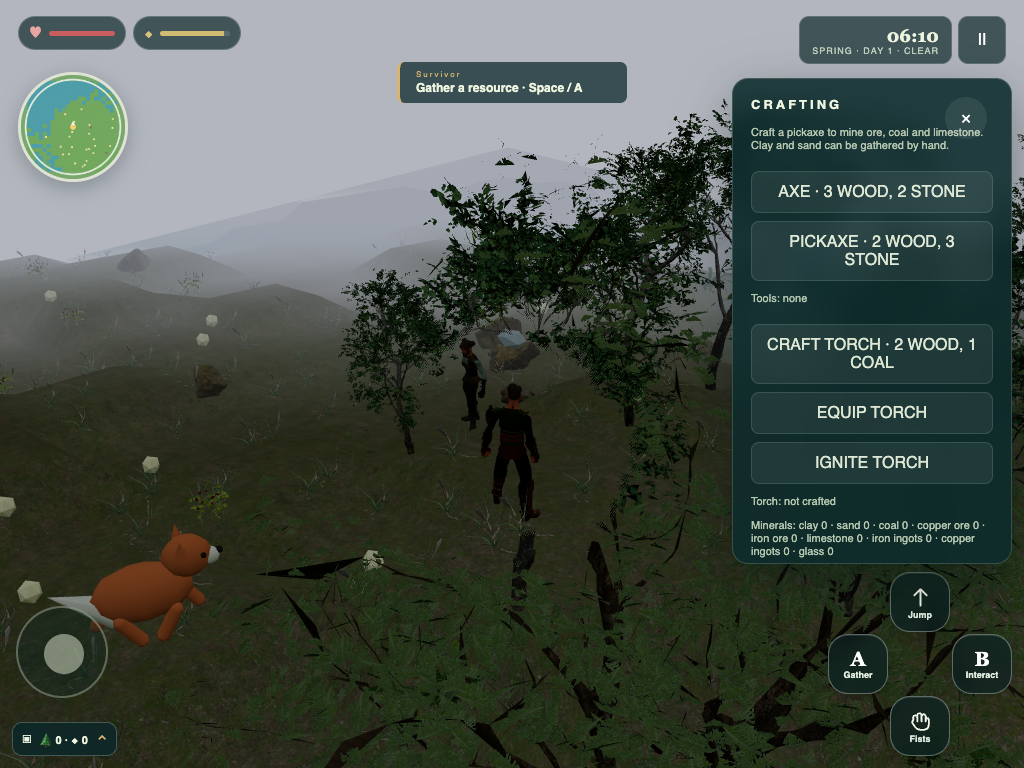 06:10
SPRING · DAY 1 · CLEAR
Survivor
Gather a resource · Space / A
CRAFTING
×
Craft a pickaxe to mine ore, coal and limestone.
Clay and sand can be gathered by hand.
AXE · 3 WOOD, 2 STONE
PICKAXE · 2 WOOD, 3
STONE
Tools: none
CRAFT TORCH · 2 WOOD, 1
COAL
EQUIP TORCH
IGNITE TORCH
Torch: not crafted
Minerals: clay 0 · sand 0 · coal 0 · copper ore 0 ·
iron ore 0 · limestone 0 · iron ingots 0 · copper
ingots 0 · glass 0
Jump
A
Gather
B
Interact
Fists
0 · ◆ 0